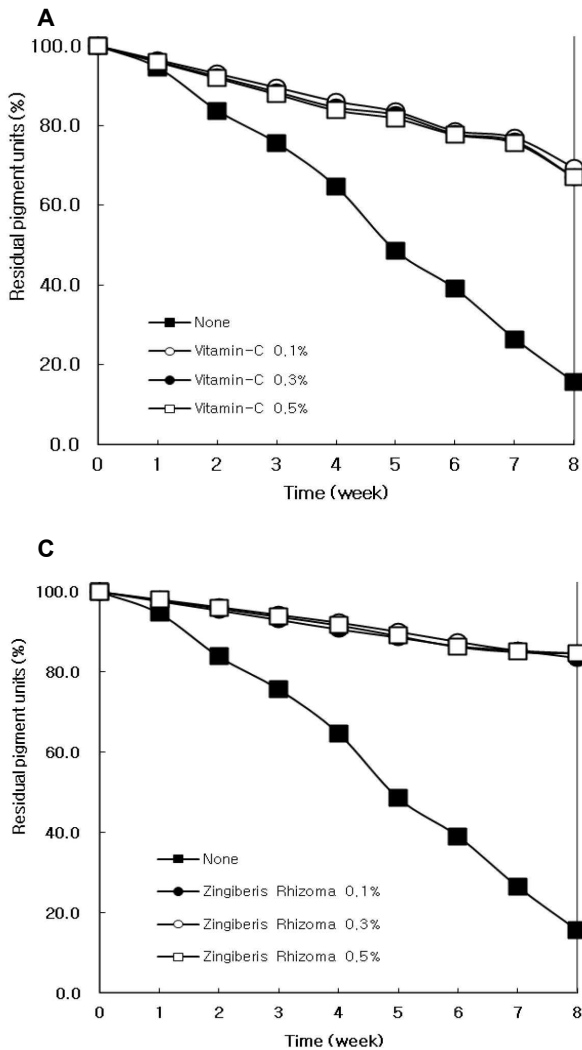 A
100.0
80.0
60.0
40.0
20.0
0.0
Residual pigment units (%)
None
Vitamin-C 0.1%
Vitamin-C 0.3%
Vitamin-C 0.5%
0 1 2 3 4 5 6 7 8
Time (week)
C
100.0
80.0
60.0
40.0
20.0
0.0
Residual pigment units (%)
None
Zingiberis Rhizoma 0.1%
Zingiberis Rhizoma 0.3%
Zingiberis Rhizoma 0.5%
0 1 2 3 4 5 6 7 8
Time (week)